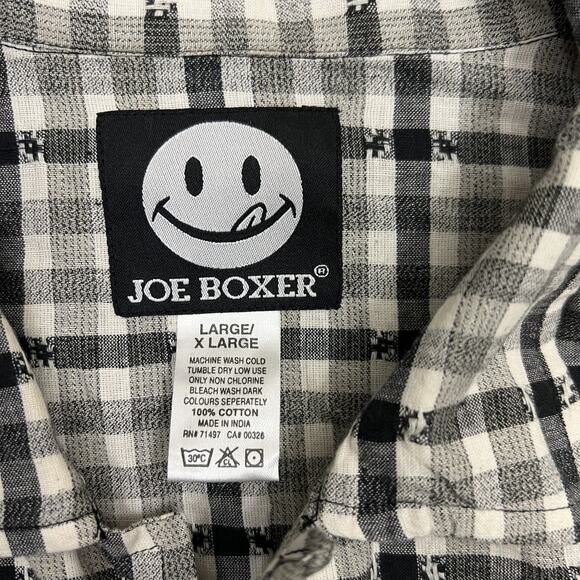 JOE BOXER®
LARGE/
X LARGE
MACHINE WASH COLD
TUMBLE DRY LOW USE
ONLY NON CHLORINE
BLEACH WASH DARK
COLOURS SEPERATELY
100% COTTON
MADE IN INDIA
RN# 71497 CA# 00326
30°C CL